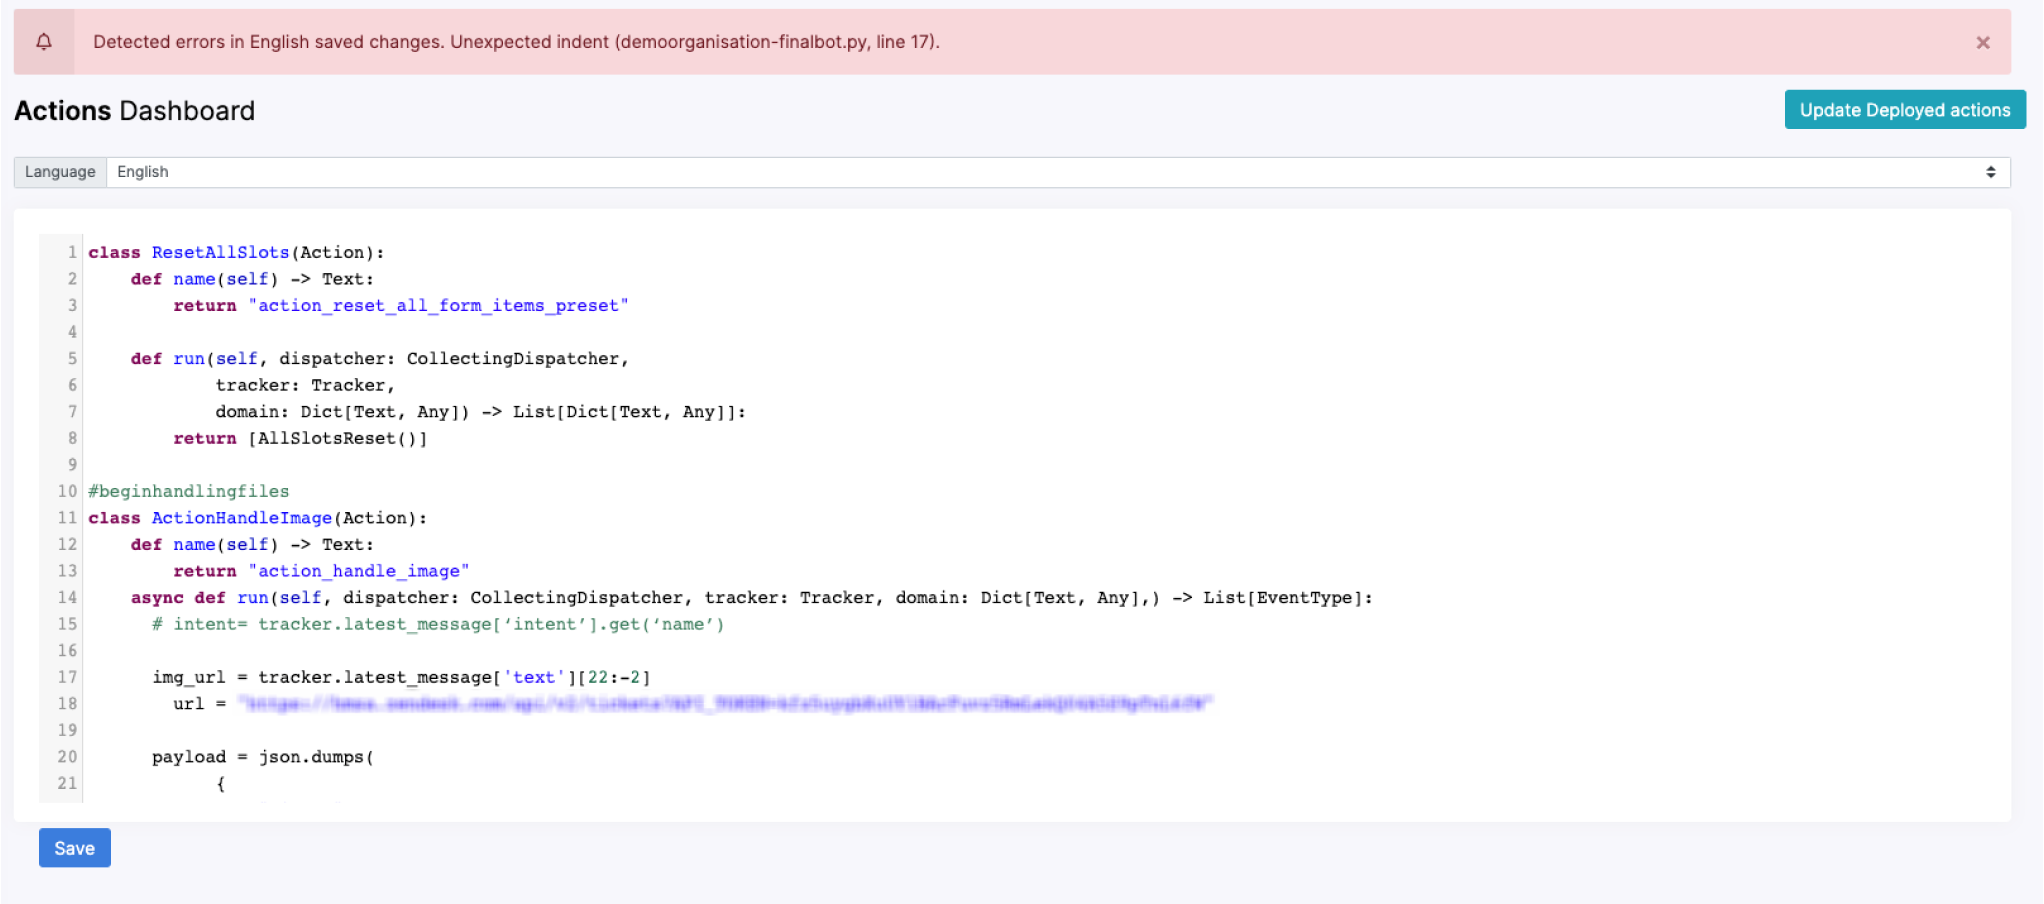 Detected errors in English saved changes. Unexpected indent (demoorganisation-finalbot.py, line 17).
×
Actions Dashboard
Update Deployed actions
Language English
1 class ResetAllSlots(Action):
2     def name(self) -> Text:
3         return "action_reset_all_form_items_preset"
4
5     def run(self, dispatcher: CollectingDispatcher,
6             tracker: Tracker,
7             domain: Dict[Text, Any]) -> List[Dict[Text, Any]]:
8         return [AllSlotsReset()]
9
10 #beginhandlingfiles
11 class ActionHandleImage(Action):
12     def name(self) -> Text:
13         return "action_handle_image"
14     async def run(self, dispatcher: CollectingDispatcher, tracker: Tracker, domain: Dict[Text, Any],) -> List[EventType]:
15       # intent= tracker.latest_message[‘intent’].get(‘name’)
16
17       img_url = tracker.latest_message['text'][22:-2]
18         url =
19
20       payload = json.dumps(
21             {
Save